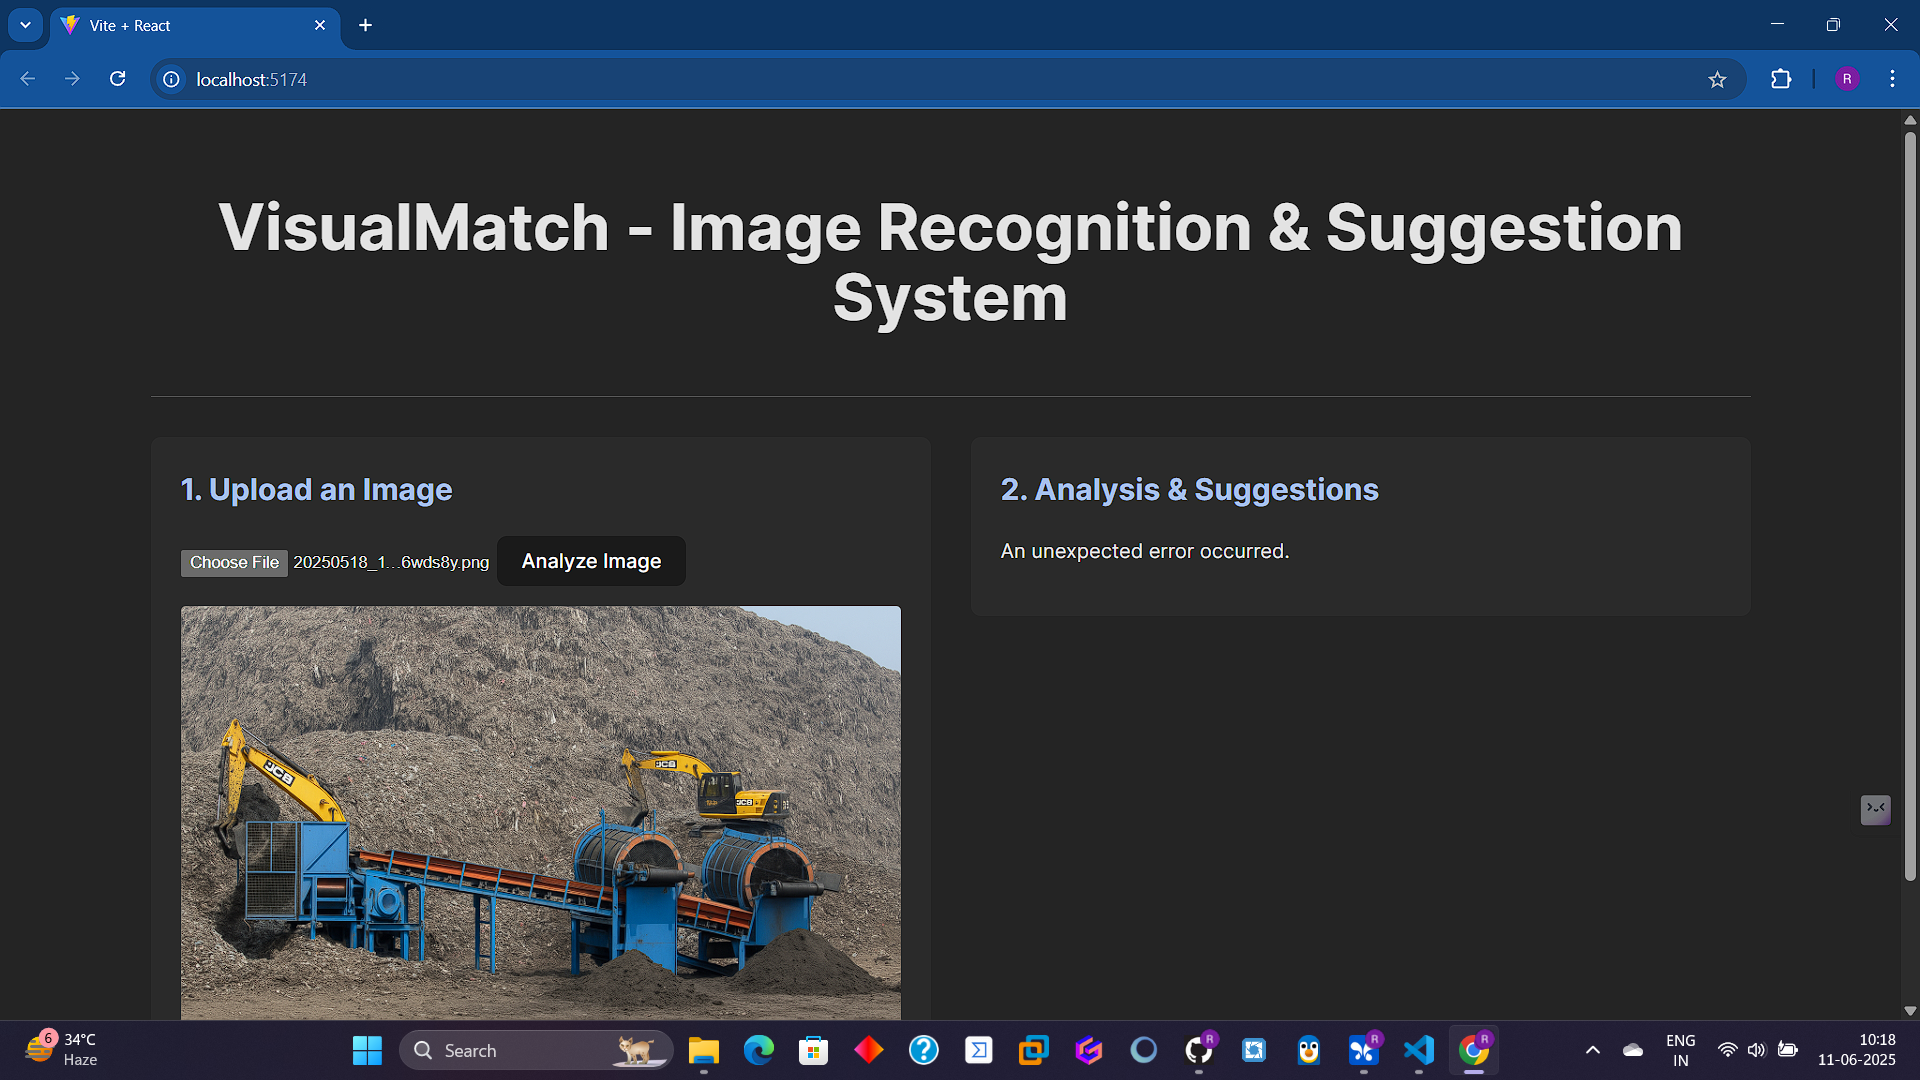 Vite + React
localhost:5174
R
VisualMatch - Image Recognition & Suggestion
System
1. Upload an Image
Choose File 20250518_1...6wds8y.png Analyze Image
JCB
JCB
JCB
2. Analysis & Suggestions
An unexpected error occurred.
6
34°C
Haze
Search
R
R
R
ENG
IN
10:18
11-06-2025